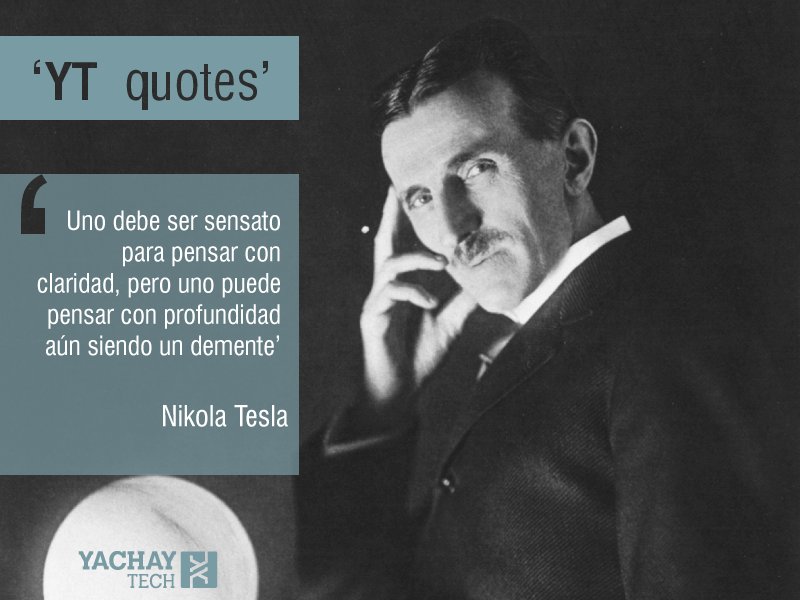 ‘YT quotes’
‘ Uno debe ser sensato
para pensar con
claridad, pero uno puede
pensar con profundidad
aún siendo un demente’
Nikola Tesla
YACHAY
TECH